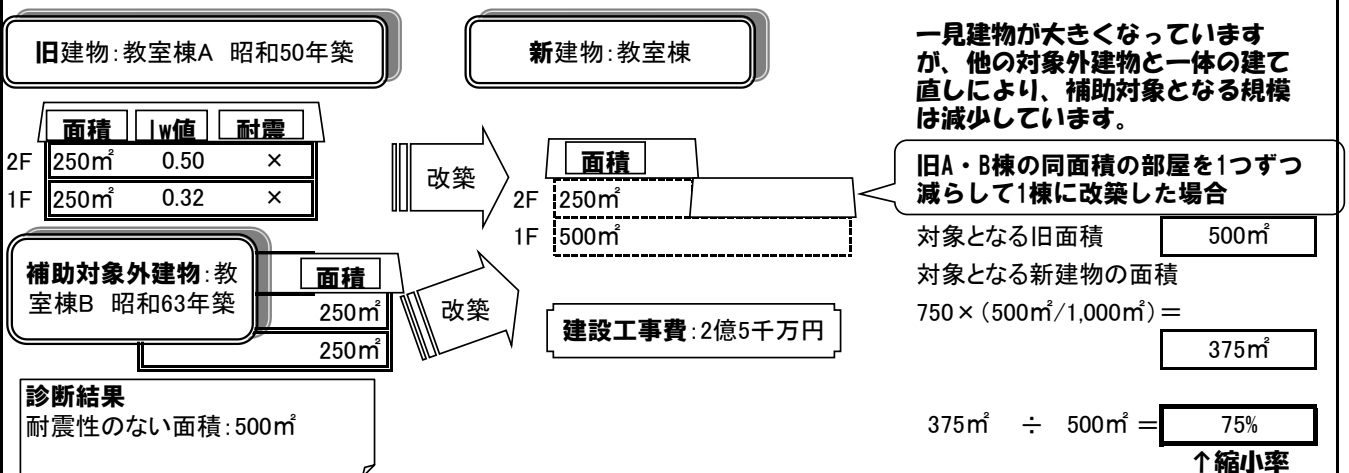 旧建物：教室棟A 昭和50年築
面積 Iw値 耐震
2F 250㎡ 0.50 ×
1F 250㎡ 0.32 ×
改築
補助対象外建物：教
室棟B 昭和63年築
面積
250㎡
250㎡
改築
診断結果
耐震性のない面積：500㎡
新建物：教室棟
面積
2F 250㎡
1F 500㎡
建設工事費：2億5千万円
一見建物が大きくなっています
が、他の対象外建物と一体の建て
直しにより、補助対象となる規模
は減少しています。
旧A・B棟の同面積の部屋を1つずつ
減らして1棟に改築した場合
対象となる旧面積 500㎡
対象となる新建物の面積
750×(500㎡/1,000㎡)＝
375㎡
375㎡ ÷ 500㎡＝ 75%
↑縮小率